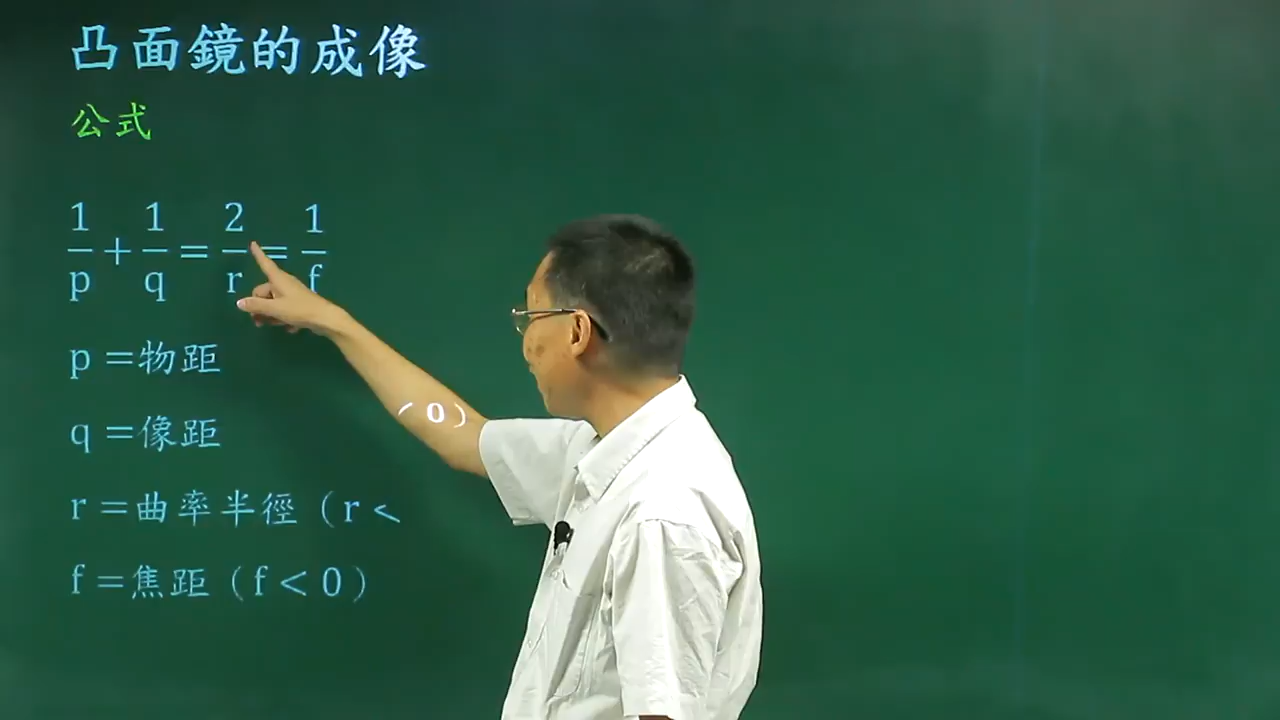 凸面鏡的成像
公式
1/p + 1/q = 2/r = 1/f
p =物距
q =像距
r =曲率半徑（r <
0）
f =焦距（f < 0）